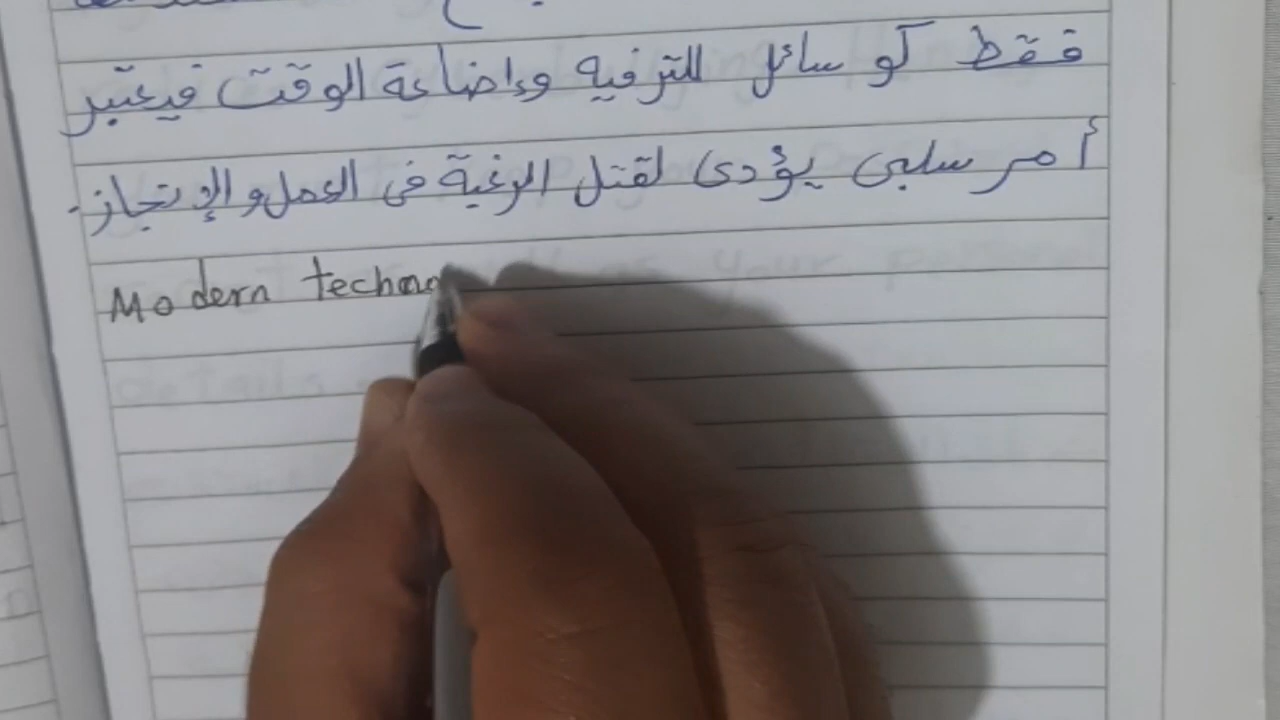 فقط كوسائل للترفيه وإضاعة الوقت فيعتبر
أمر سلبى يؤدى لقتل الرغبة فى العمل والإنجاز.
Modern techno